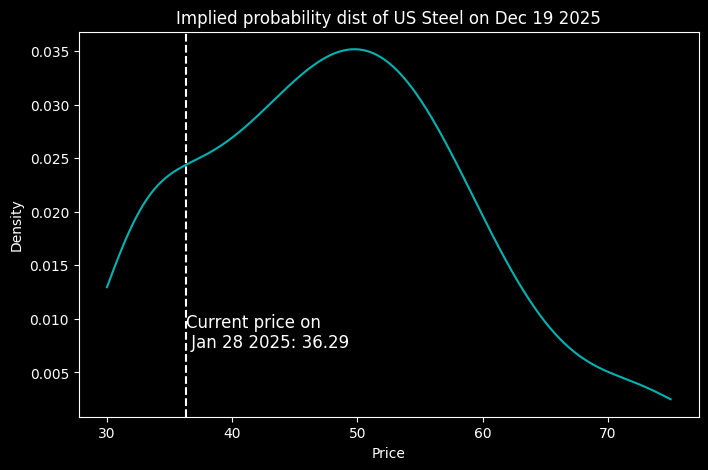 Implied probability dist of US Steel on Dec 19 2025
0.035
0.030
0.025
0.020
0.015
0.010
0.005
Density
Current price on
Jan 28 2025: 36.29
30 40 50 60 70
Price